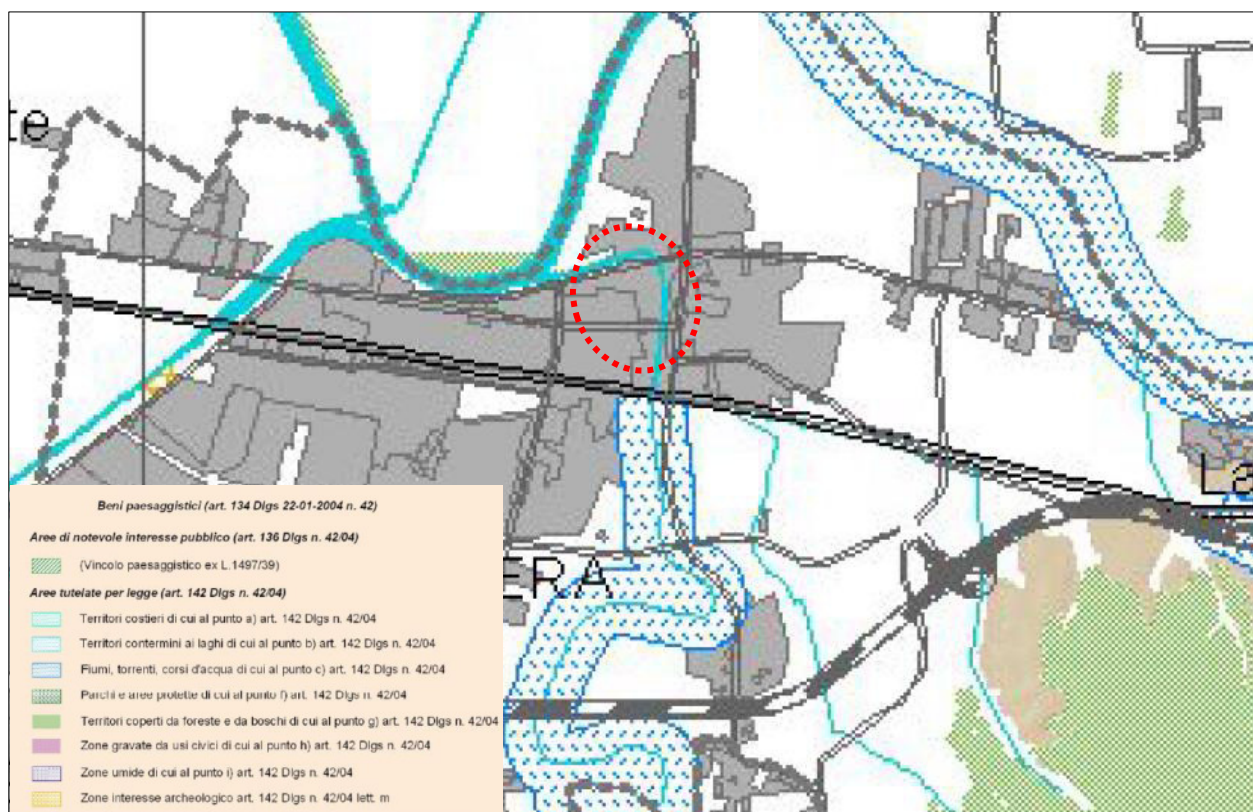 te
ERA
La
Beni paesaggistici (art. 134 Dlgs 22-01-2004 n. 42)
Aree di notevole interesse pubblico (art. 136 Dlgs n. 42/04)
(Vincolo paesaggistico ex L.1497/39)
Aree tutelate per legge (art. 142 Dlgs n. 42/04)
Territori costieri di cui al punto a) art. 142 Dlgs n. 42/04
Territori contermini ai laghi di cui al punto b) art. 142 Dlgs n. 42/04
Fiumi, torrenti, corsi d'acqua di cui al punto c) art. 142 Dlgs n. 42/04
Parchi e aree protette di cui al punto f) art. 142 Dlgs n. 42/04
Territori coperti da foreste e da boschi di cui al punto g) art. 142 Dlgs n. 42/04
Zone gravate da usi civici di cui al punto h) art. 142 Dlgs n. 42/04
Zone umide di cui al punto i) art. 142 Dlgs n. 42/04
Zone interesse archeologico art. 142 Dlgs n. 42/04 lett. m